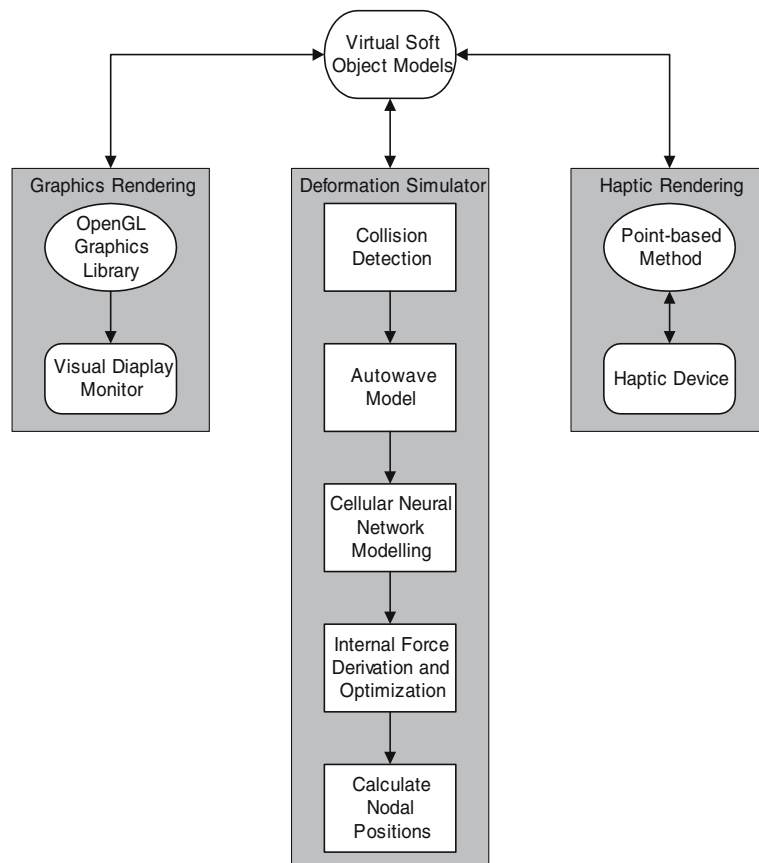 Virtual Soft
Object Models
Graphics Rendering
OpenGL
Graphics
Library
Visual Diaplay
Monitor
Deformation Simulator
Collision
Detection
Autowave
Model
Cellular Neural
Network
Modelling
Internal Force
Derivation and
Optimization
Calculate
Nodal
Positions
Haptic Rendering
Point-based
Method
Haptic Device